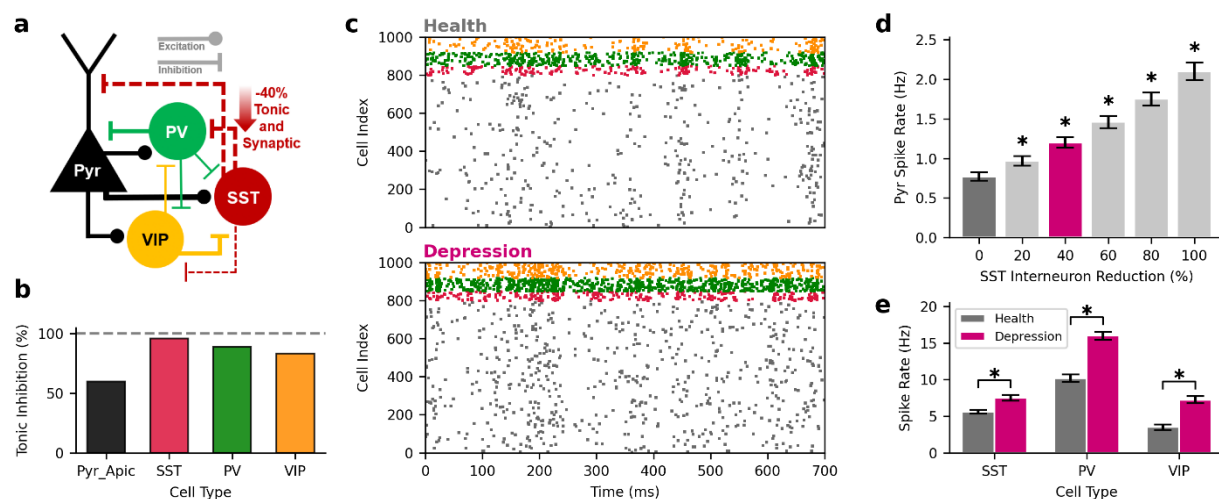 a
Excitation
Inhibition
-40%
Tonic
and
Synaptic
PV
Pyr
SST
VIP
b
Tonic Inhibition (%)
100
50
0
Pyr_Apic SST PV VIP
Cell Type
c
Health
Cell Index
1000
800
600
400
200
0
Depression
Cell Index
1000
800
600
400
200
0
0 100 200 300 400 500 600 700
Time (ms)
d
Pyr Spike Rate (Hz)
2.5
2.0
1.5
1.0
0.5
0.0
* * * * *
0 20 40 60 80 100
SST Interneuron Reduction (%)
e
Spike Rate (Hz)
20
15
10
5
0
Health
Depression
* * *
SST PV VIP
Cell Type